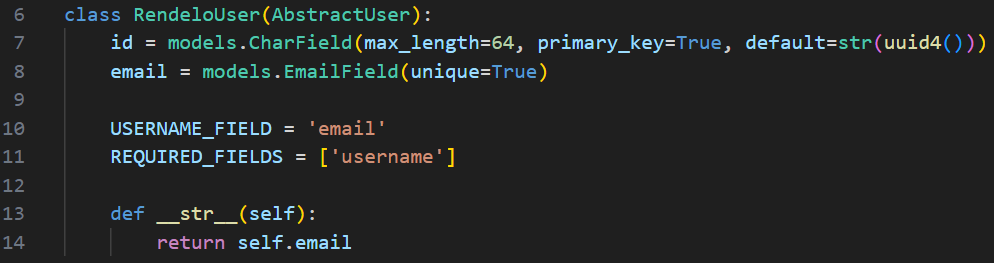 6 class RendeloUser(AbstractUser):
7     id = models.CharField(max_length=64, primary_key=True, default=str(uuid4()))
8     email = models.EmailField(unique=True)
9
10     USERNAME_FIELD = 'email'
11     REQUIRED_FIELDS = ['username']
12
13     def __str__(self):
14         return self.email